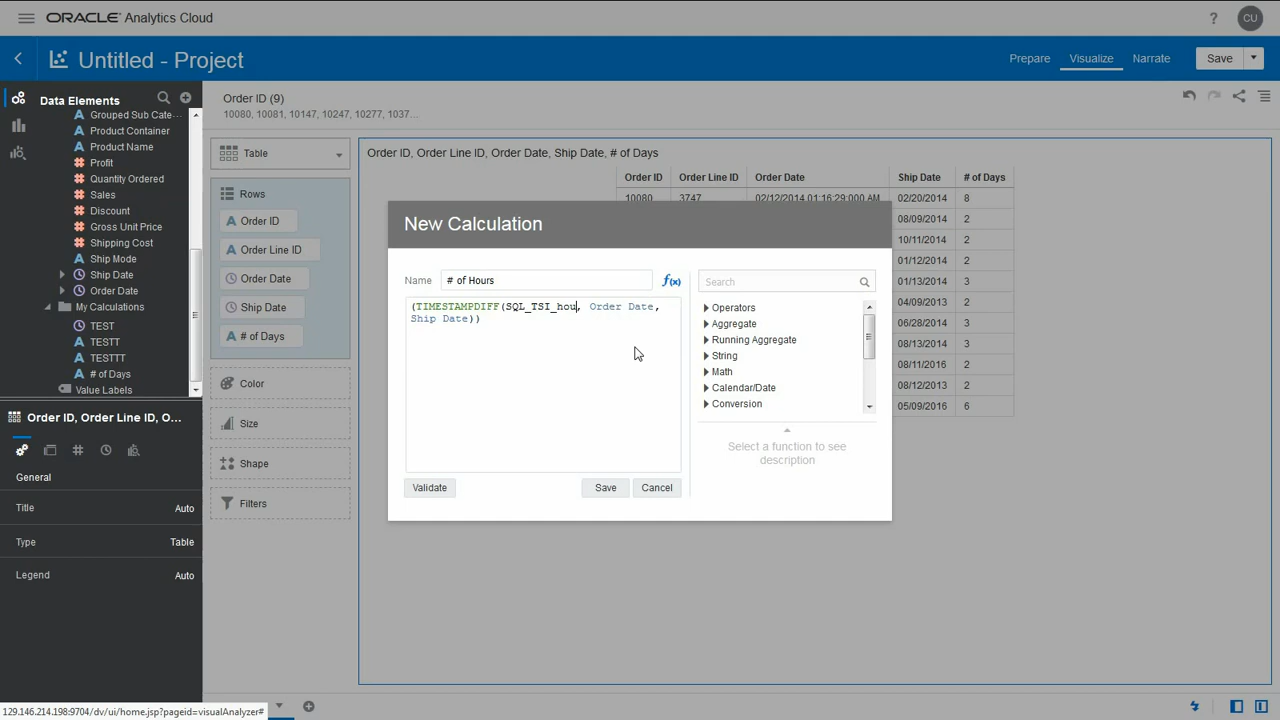 ORACLE® Analytics Cloud
?
CU
Untitled - Project
Prepare
Visualize
Narrate
Save
Data Elements
Grouped Sub Cate...
Product Container
Product Name
Profit
Quantity Ordered
Sales
Discount
Gross Unit Price
Shipping Cost
Ship Mode
Ship Date
Order Date
My Calculations
TEST
TESTT
TESTTT
# of Days
Value Labels
Order ID, Order Line ID, O...
General
Title Auto
Type Table
Legend Auto
129.146.214.198:9704/dv/ui/home.jsp?pageid=visualAnalyzer#
Order ID (9)
10080, 10081, 10147, 10247, 10277, 1037...
Table
Rows
Order ID
Order Line ID
Order Date
Ship Date
# of Days
Color
Size
Shape
Filters
Order ID, Order Line ID, Order Date, Ship Date, # of Days
Order ID Order Line ID Order Date Ship Date # of Days
10080 3747 02/12/2014 01:16:29:000 AM 02/20/2014 8
08/09/2014 2
10/11/2014 2
01/12/2014 2
08/12/2014 3
04/09/2013 2
06/28/2014 3
08/13/2014 3
01/16/2014 2
08/12/2013 2
05/09/2016 6
New Calculation
Name # of Hours
f(x)
(TIMESTAMPDIFF(SQL_TSI_hou, Order Date,
Ship Date))
Validate
Save
Cancel
Search
Operators
Aggregate
Running Aggregate
String
Math
Calendar/Date
Conversion
Select a function to see
description